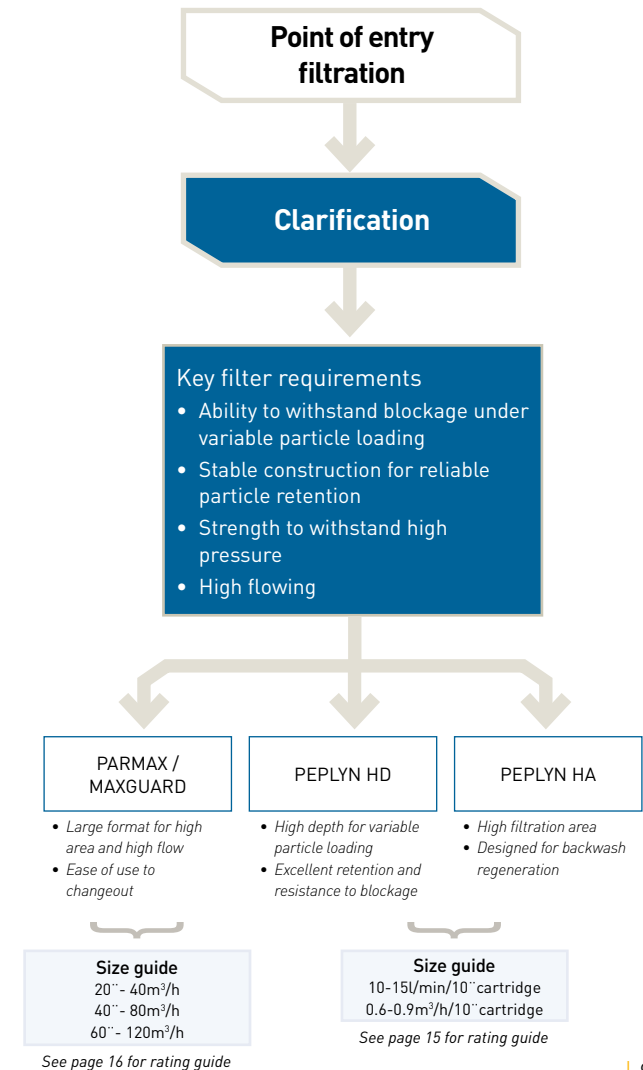 Point of entry
filtration
Clarification
Key filter requirements
• Ability to withstand blockage under
variable particle loading
• Stable construction for reliable
particle retention
• Strength to withstand high
pressure
• High flowing
PARMAX /
MAXGUARD
• Large format for high
area and high flow
• Ease of use to
changeout
PEPLYN HD
• High depth for variable
particle loading
• Excellent retention and
resistance to blockage
PEPLYN HA
• High filtration area
• Designed for backwash
regeneration
Size guide
20¨- 40m³/h
40¨- 80m³/h
60¨- 120m³/h
See page 16 for rating guide
Size guide
10-15l/min/10¨cartridge
0.6-0.9m³/h/10¨cartridge
See page 15 for rating guide